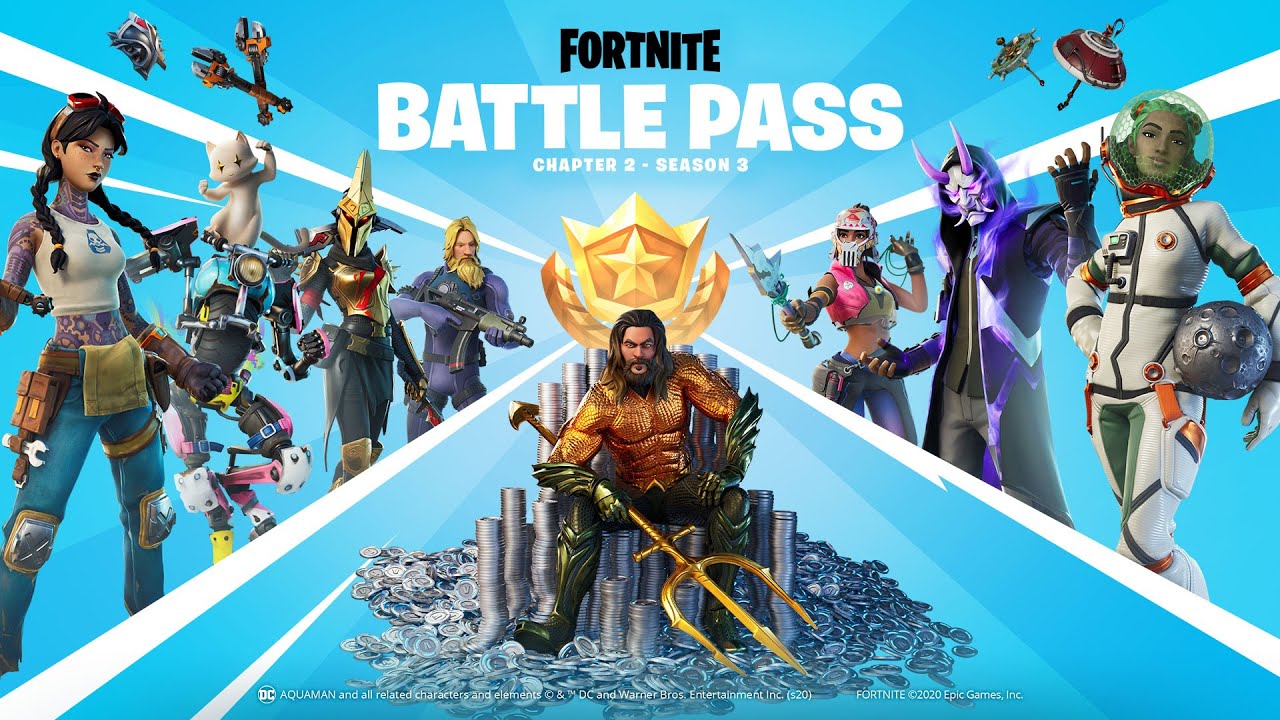 FORTNITE
BATTLE PASS
CHAPTER 2 - SEASON 3
DC AQUAMAN and all related characters and elements © & ™ DC and Warner Bros. Entertainment Inc. (s20)
FORTNITE ©2020 Epic Games, Inc.